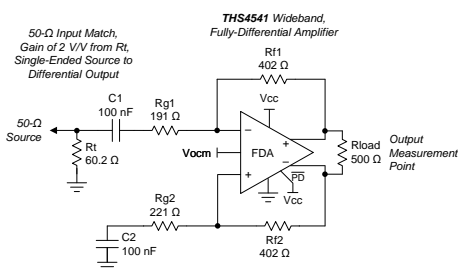 THS4541 Wideband,
Fully-Differential Amplifier
50-Ω Input Match,
Gain of 2 V/V from Rt,
Single-Ended Source to
Differential Output
Rf1
402 Ω
C1
100 nF
Rg1
191 Ω
Vcc
50-Ω
Source
Rt
60.2 Ω
Vocm
−
+
FDA
−
+
PD
Vcc
Rload
500 Ω
Output
Measurement
Point
Rg2
221 Ω
C2
100 nF
Rf2
402 Ω